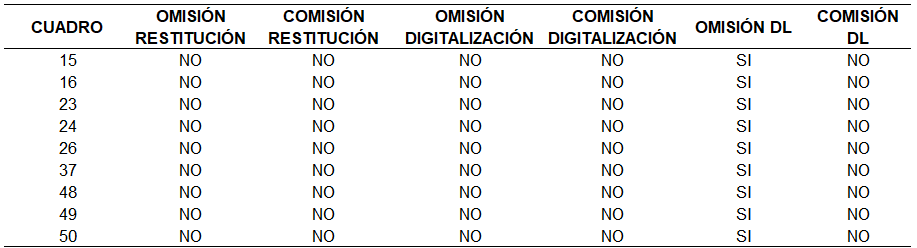 CUADRO OMISIÓN RESTITUCIÓN COMISIÓN RESTITUCIÓN OMISIÓN DIGITALIZACIÓN COMISIÓN DIGITALIZACIÓN OMISIÓN DL COMISIÓN DL
15 NO NO NO NO SI NO
16 NO NO NO NO SI NO
23 NO NO NO NO SI NO
24 NO NO NO NO SI NO
26 NO NO NO NO SI NO
37 NO NO NO NO SI NO
48 NO NO NO NO SI NO
49 NO NO NO NO SI NO
50 NO NO NO NO SI NO